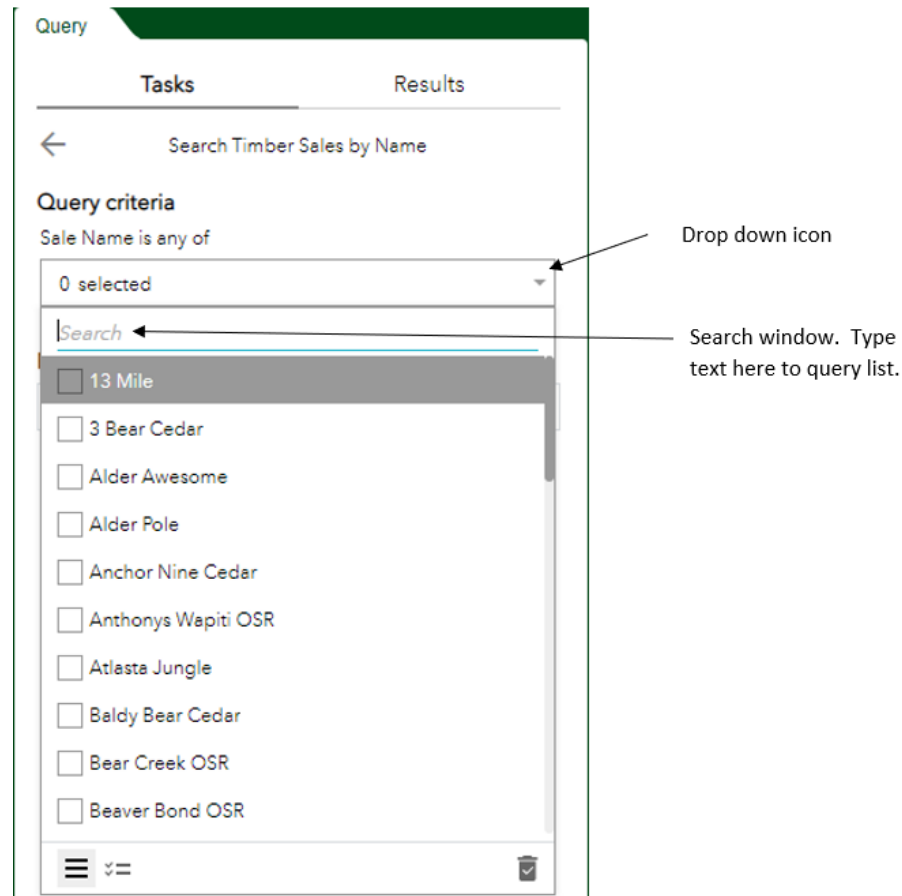 Query
Tasks Results
Search Timber Sales by Name
Query criteria
Sale Name is any of
Drop down icon
0 selected
Search
Search window. Type
text here to query list.
13 Mile
3 Bear Cedar
Alder Awesome
Alder Pole
Anchor Nine Cedar
Anthonys Wapiti OSR
Atlasta Jungle
Baldy Bear Cedar
Bear Creek OSR
Beaver Bond OSR